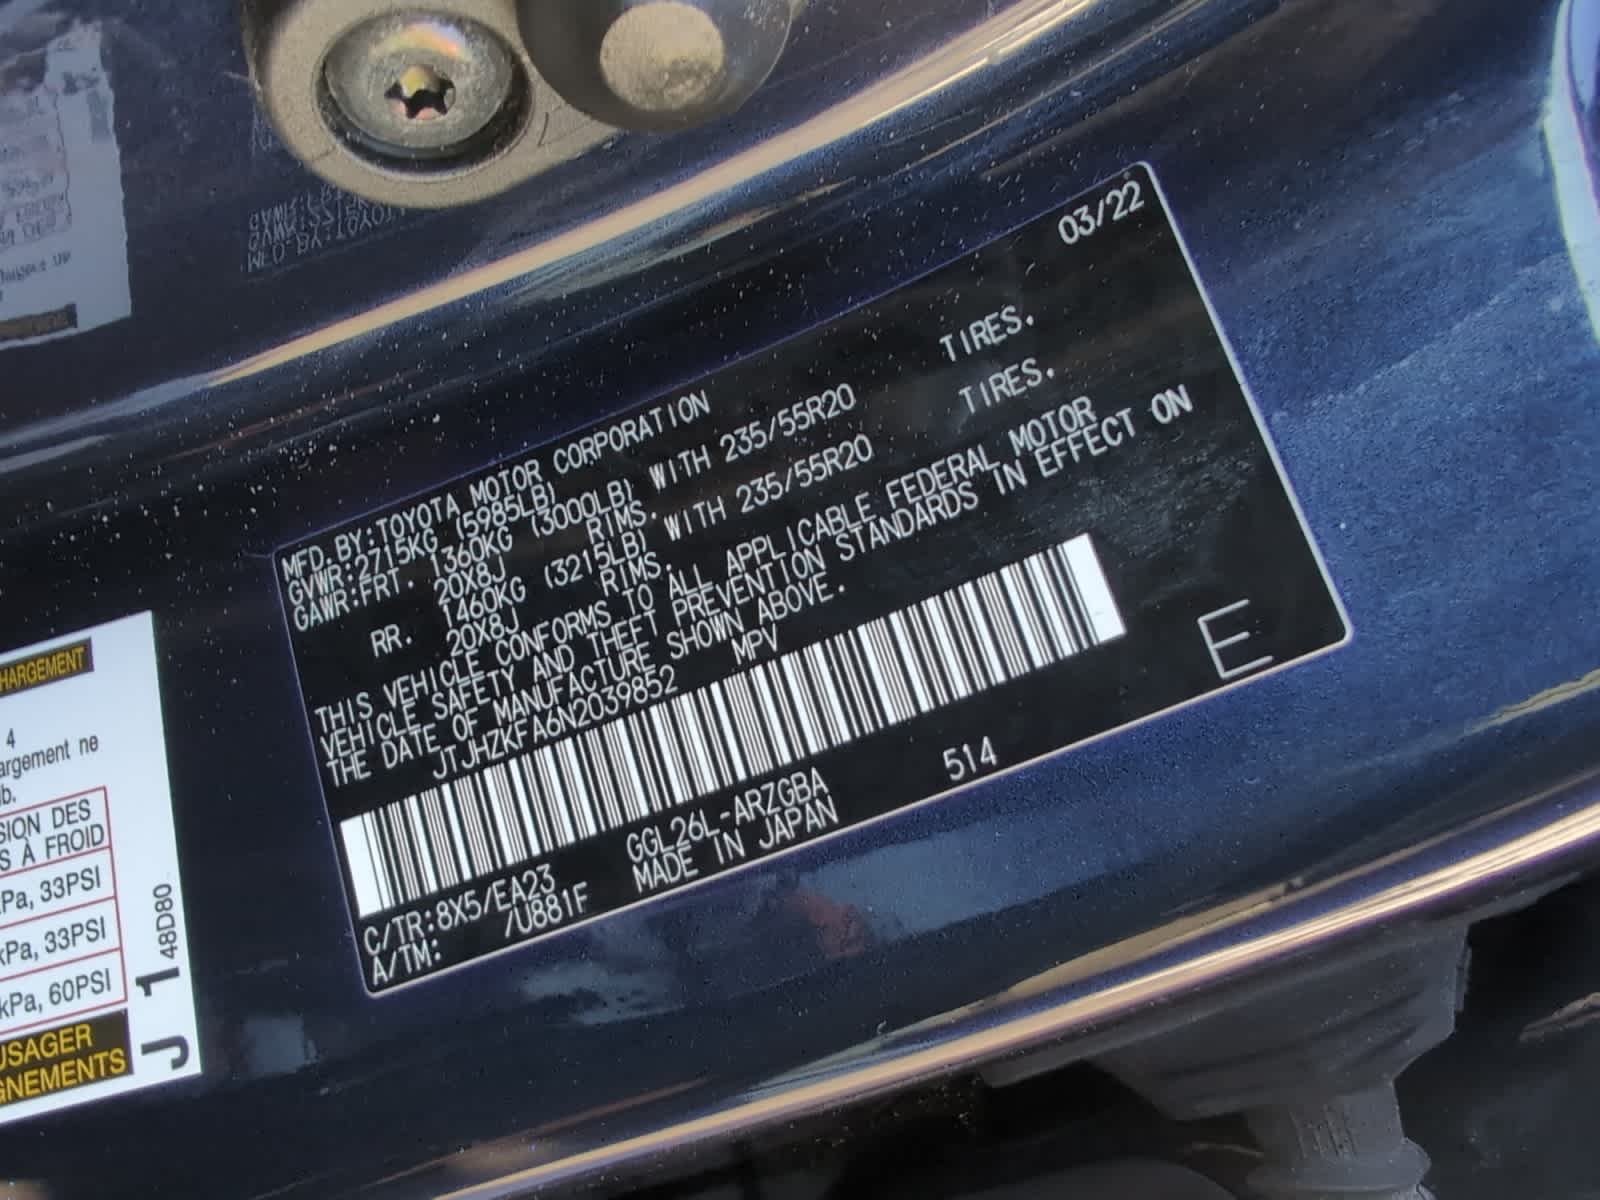 03/22
MFD. BY:TOYOTA MOTOR CORPORATION
GVWR:2715KG (5985LB)
GAWR:FRT. 1360KG (3000LB) WITH 235/55R20 TIRES.
20X8J RIMS.
RR. 1460KG (3215LB) WITH 235/55R20 TIRES.
20X8J RIMS.
THIS VEHICLE CONFORMS TO ALL APPLICABLE FEDERAL MOTOR
VEHICLE SAFETY AND THEFT PREVENTION STANDARDS IN EFFECT ON
THE DATE OF MANUFACTURE SHOWN ABOVE.
JTJHZKFA6N2039852 MPV
E
GGL26L-ARZGBA 514
MADE IN JAPAN
C/TR:8X5/EA23
A/TM: /U881F
HARGEMENT
4
argement ne
b.
SION DES
S À FROID
kPa, 33PSI
kPa, 33PSI
kPa, 60PSI
USAGER
GNEMENTS
J 1 48D80